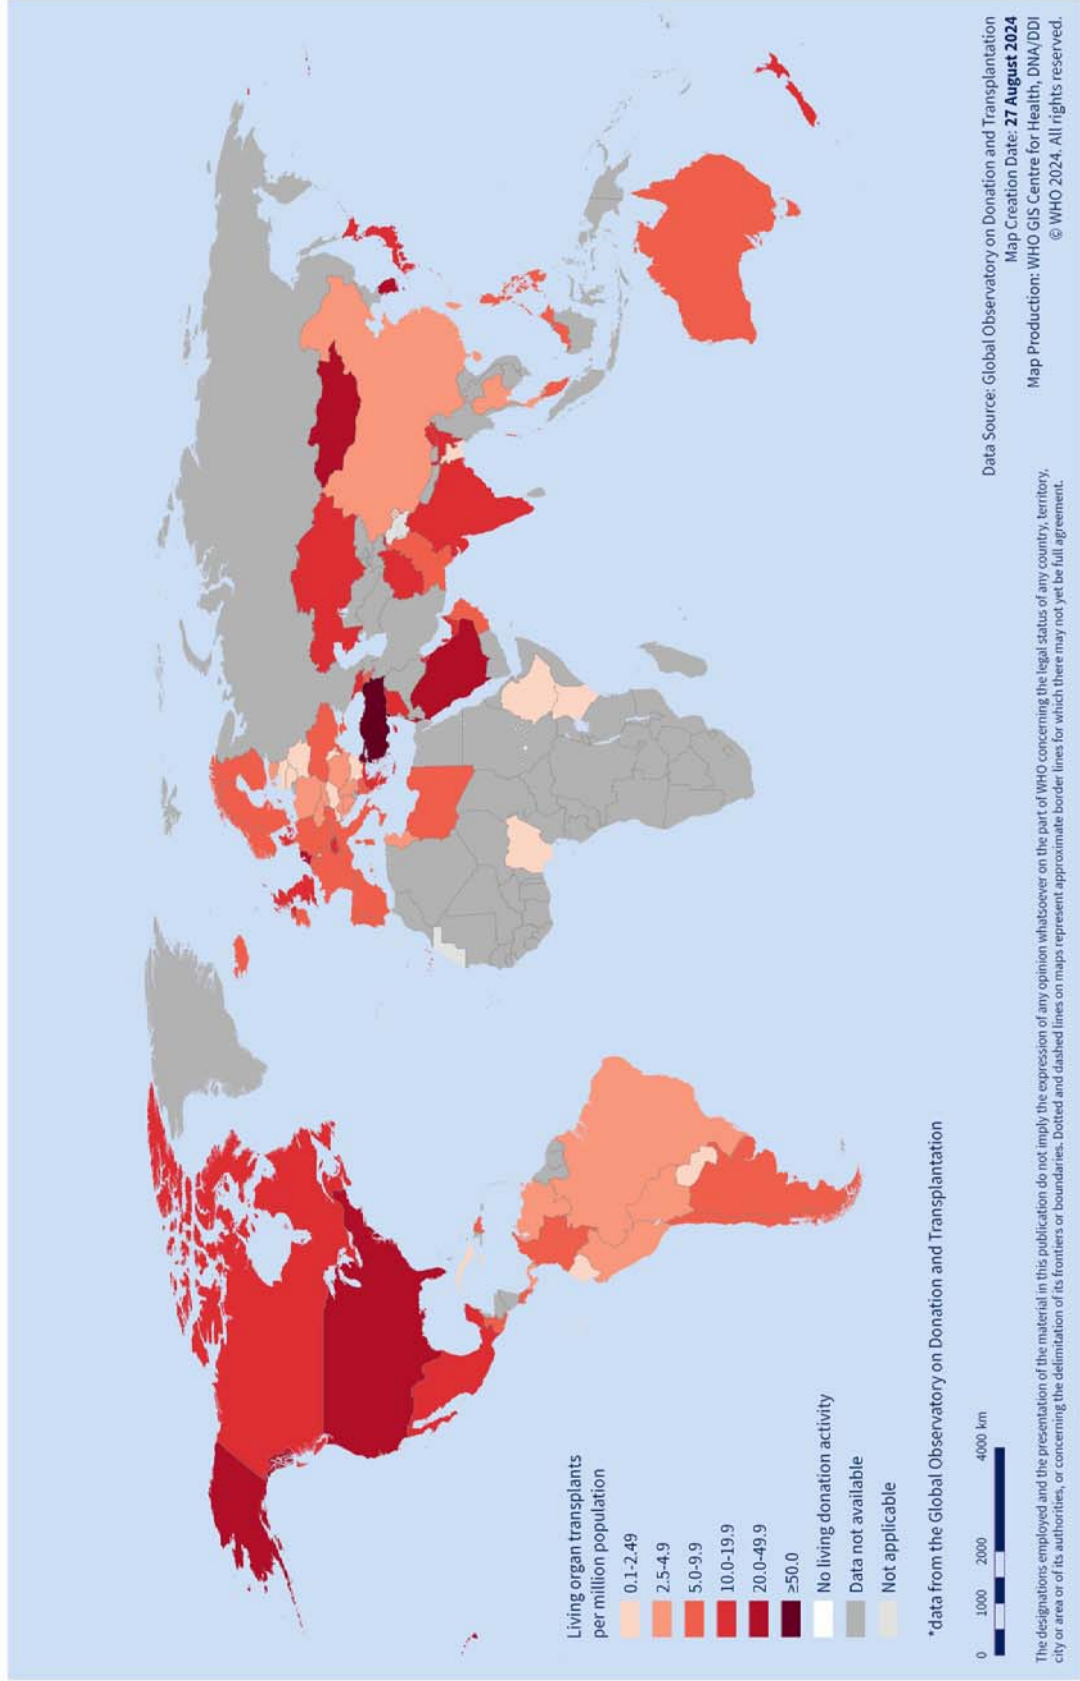 Living organ transplants
per million population
0.1-2.49
2.5-4.9
5.0-9.9
10.0-19.9
20.0-49.9
≥50.0
No living donation activity
Data not available
Not applicable
*data from the Global Observatory on Donation and Transplantation
0 1000 2000 4000 km
Data Source: Global Observatory on Donation and Transplantation
Map Creation Date: 27 August 2024
Map Production: WHO GIS Centre for Health, DNA/DDI
© WHO 2024. All rights reserved.
The designations employed and the presentation of the material in this publication do not imply the expression of any opinion whatsoever on the part of WHO concerning the legal status of any country, territory,
city or area or of its authorities, or concerning the delimitation of its frontiers or boundaries. Dotted and dashed lines on maps represent approximate border lines for which there may not yet be full agreement.